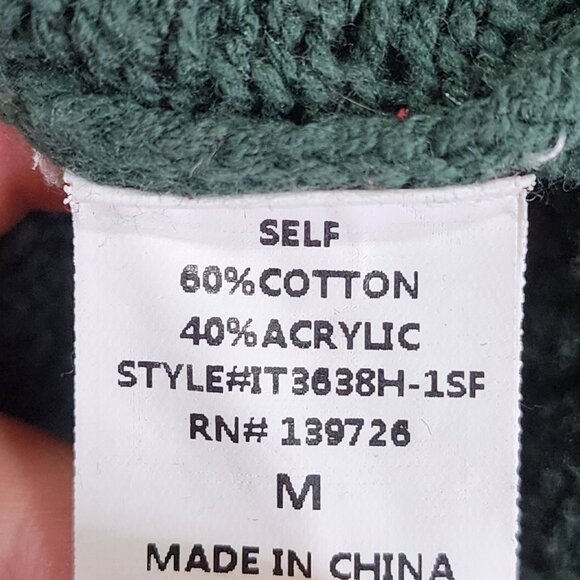 SELF
60%COTTON
40%ACRYLIC
STYLE#IT3638H-1SF
RN# 139726
M
MADE IN CHINA